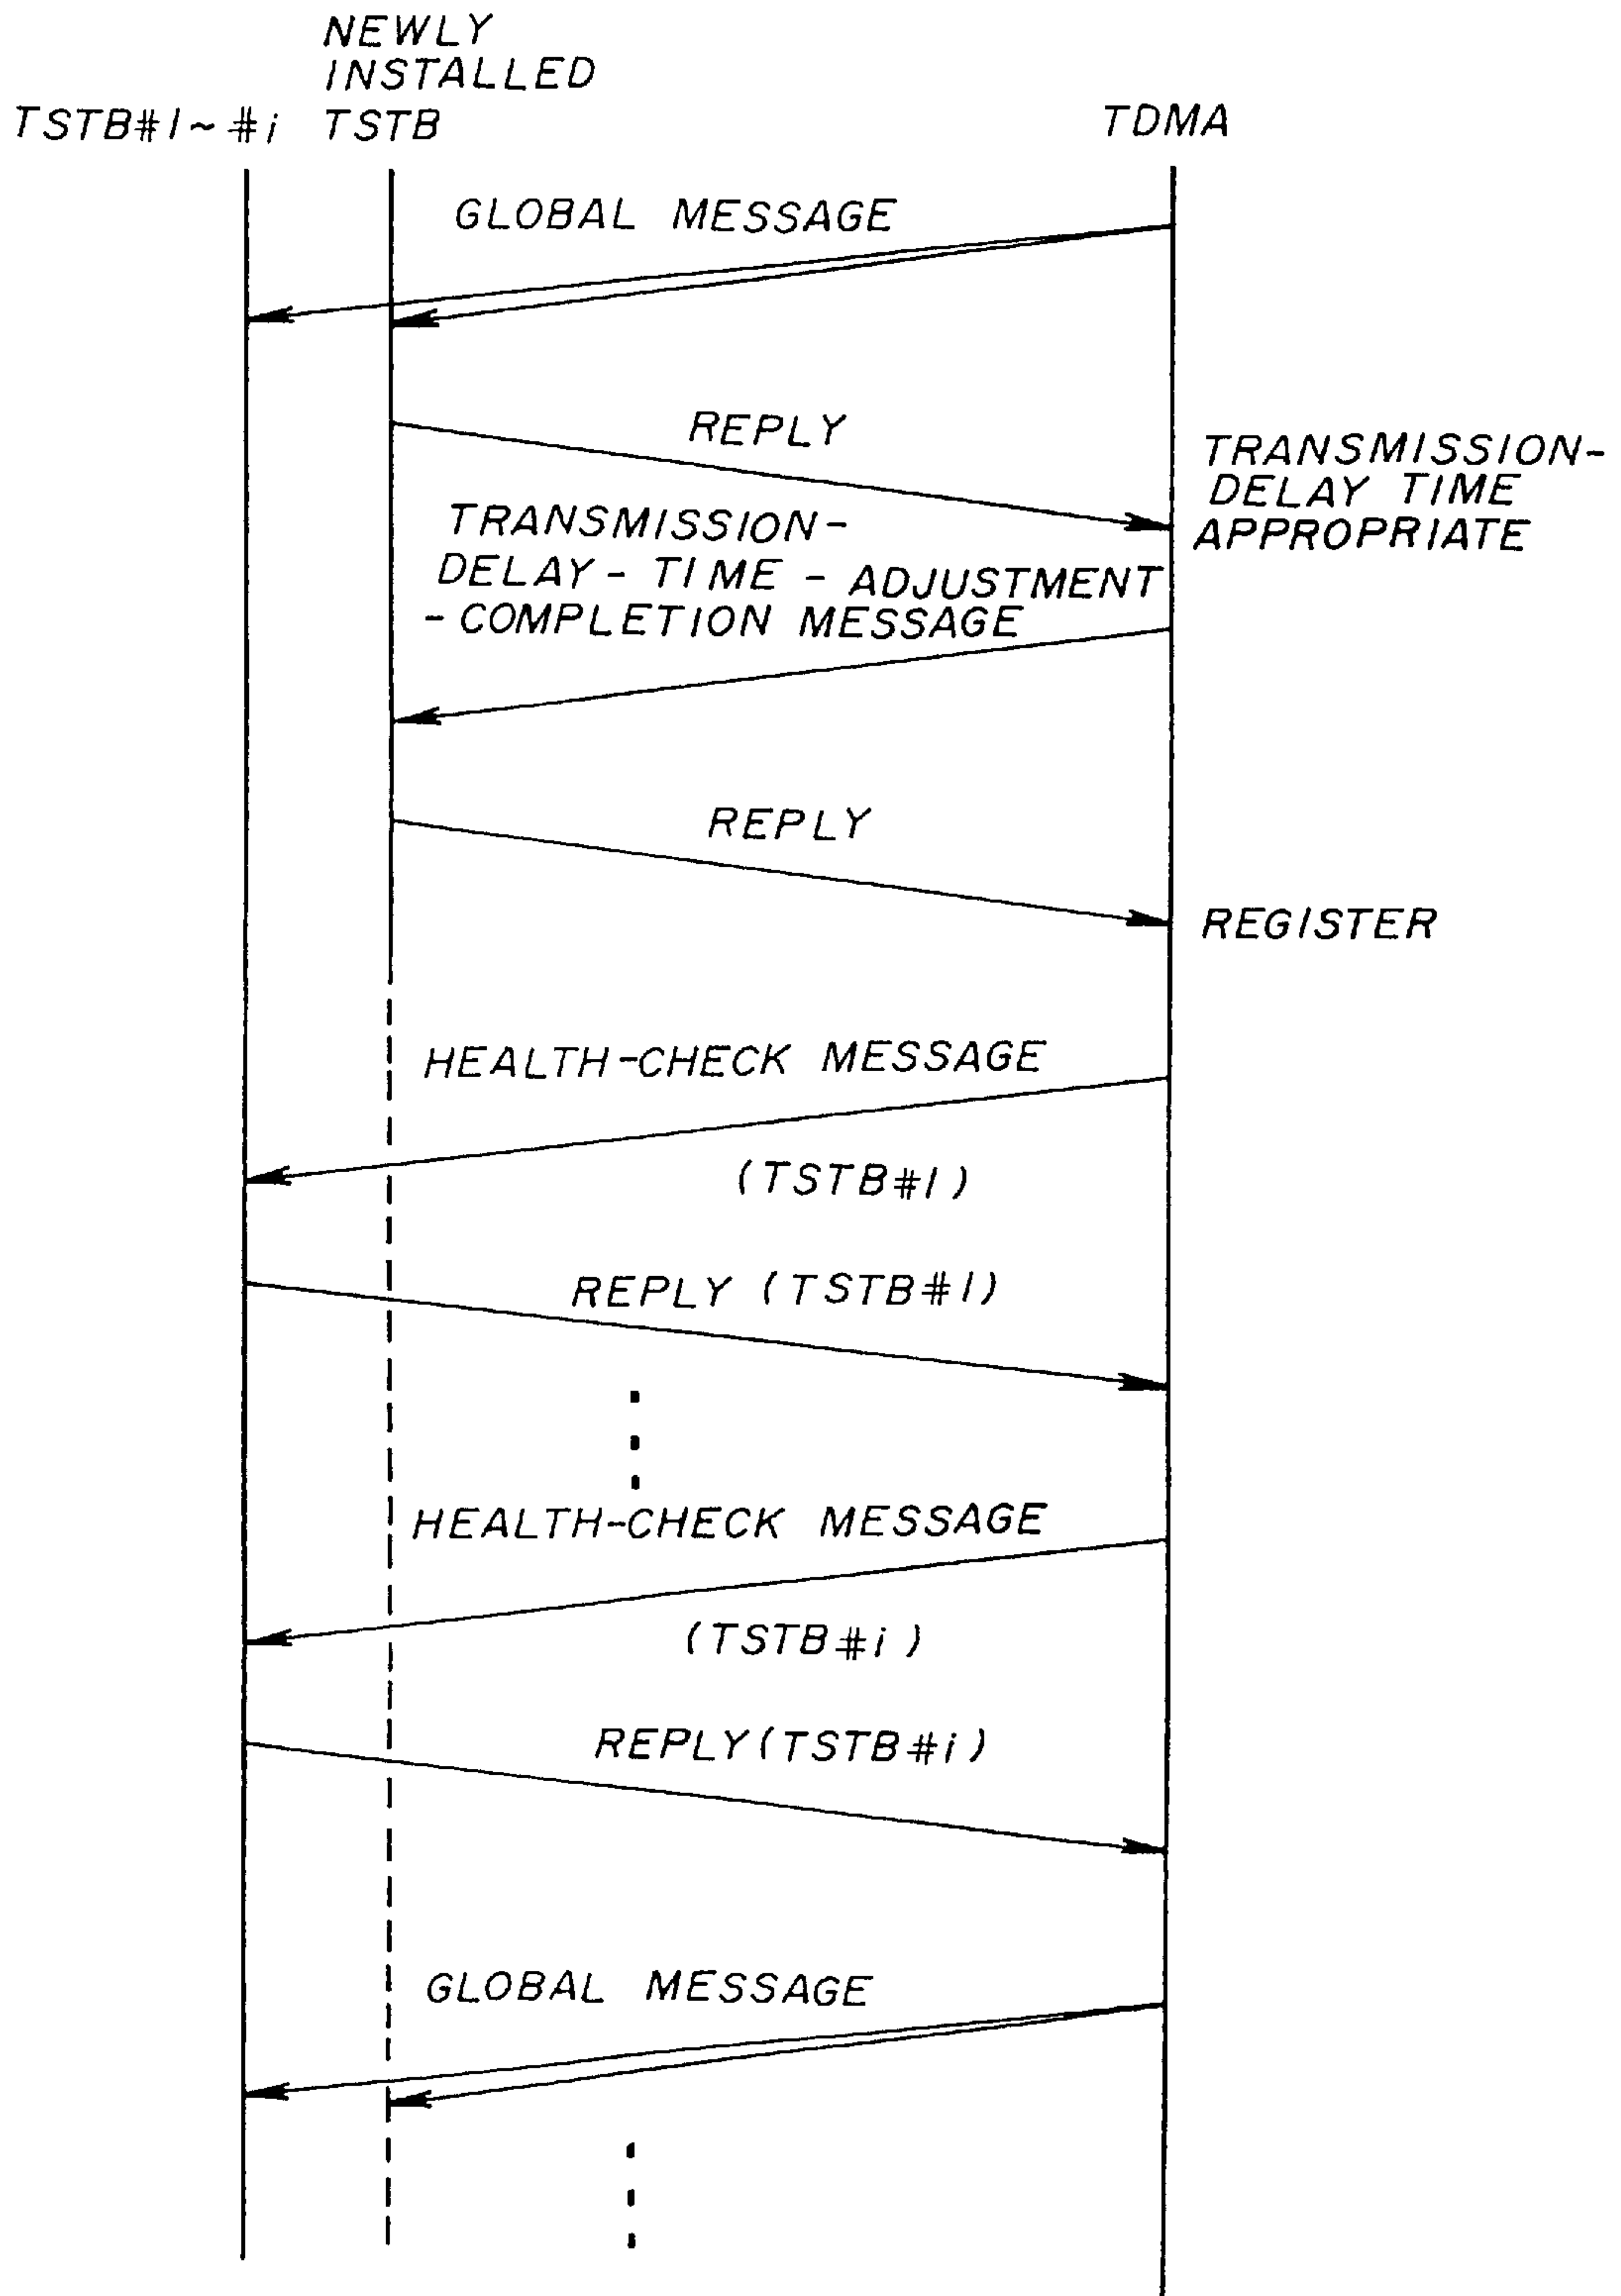 NEWLY
INSTALLED
TSTB#1~#i TSTB
TDMA
GLOBAL MESSAGE
REPLY
TRANSMISSION-
DELAY TIME
APPROPRIATE
TRANSMISSION-
DELAY-TIME-ADJUSTMENT
-COMPLETION MESSAGE
REPLY
REGISTER
HEALTH-CHECK MESSAGE
(TSTB#1)
REPLY (TSTB#1)
HEALTH-CHECK MESSAGE
(TSTB#i)
REPLY(TSTB#i)
GLOBAL MESSAGE